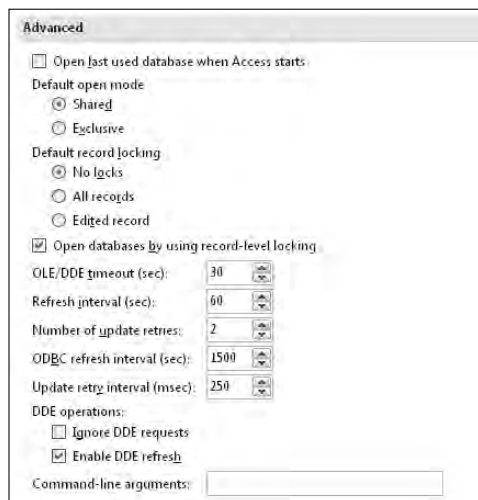 Advanced
Open last used database when Access starts
Default open mode
Shared
Exclusive
Default record locking
No locks
All records
Edited record
Open databases by using record-level locking
OLE/DDE timeout (sec): 30
Refresh interval (sec): 60
Number of update retries: 2
ODBC refresh interval (sec): 1500
Update retry interval (msec): 250
DDE operations:
Ignore DDE requests
Enable DDE refresh
Command-line arguments: